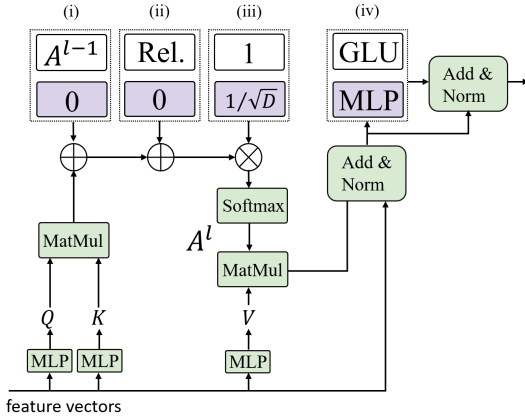 (i) (ii) (iii) (iv)
A^{l-1} Rel. 1 GLU
0 0 1/√D MLP
Add &
Norm
Add &
Norm
Softmax
A^l
MatMul
MatMul
Q K V
MLP MLP MLP
feature vectors